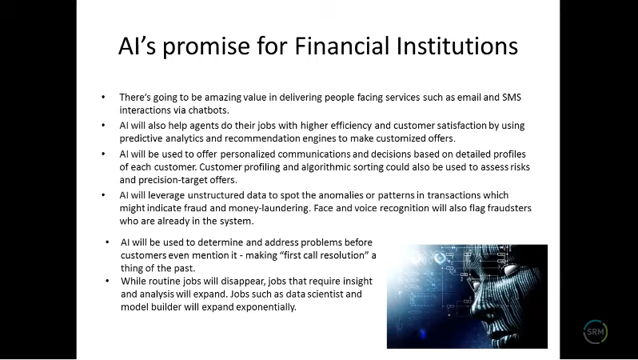 AI's promise for Financial Institutions
• There's going to be amazing value in delivering people facing services such as email and SMS
interactions via chatbots.
• AI will also help agents do their jobs with higher efficiency and customer satisfaction by using
predictive analytics and recommendation engines to make customized offers.
• AI will be used to offer personalized communications and decisions based on detailed profiles
of each customer. Customer profiling and algorithmic sorting could also be used to assess risks
and precision-target offers.
• AI will leverage unstructured data to spot the anomalies or patterns in transactions which
might indicate fraud and money-laundering. Face and voice recognition will also flag fraudsters
who are already in the system.
• AI will be used to determine and address problems before
customers even mention it - making "first call resolution" a
thing of the past.
• While routine jobs will disappear, jobs that require insight
and analysis will expand. Jobs such as data scientist and
model builder will expand exponentially.
SRM